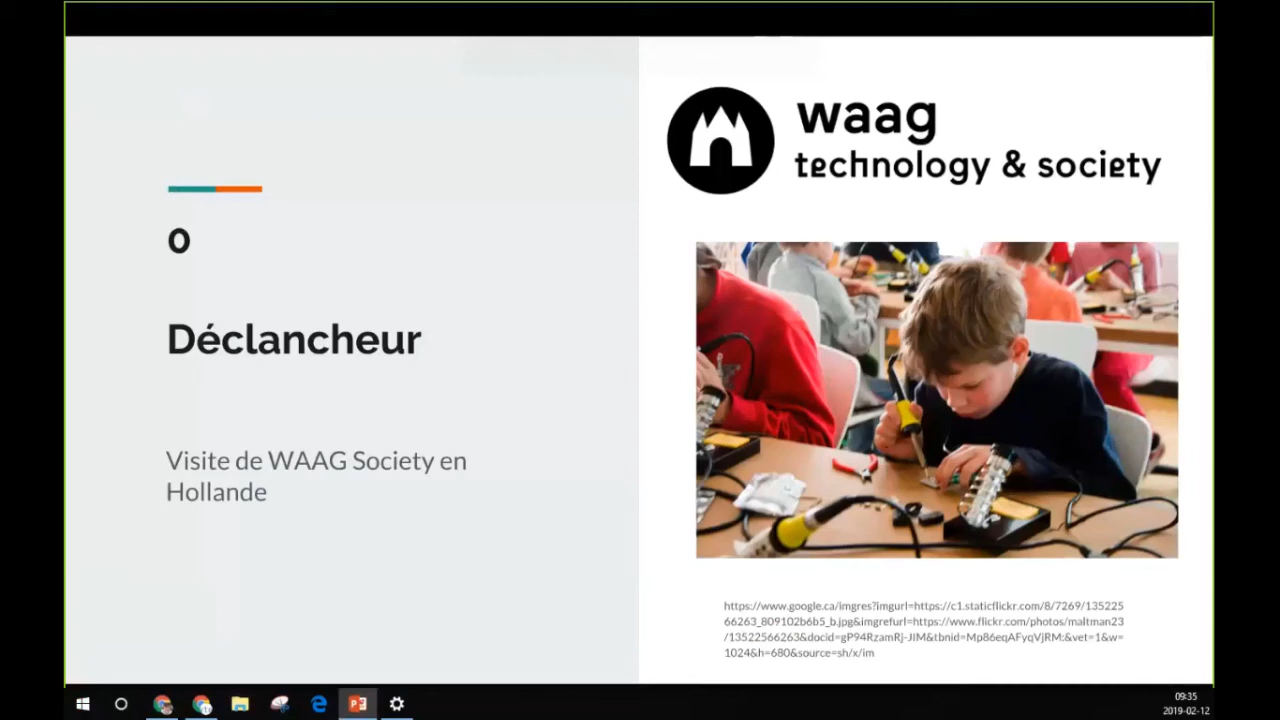 0
Déclancheur
Visite de WAAG Society en
Hollande
waag
technology & society
https://www.google.ca/imgres?imgurl=https://c1.staticflickr.com/8/7269/135225
66263_809102b6b5_b.jpg&imgrefurl=https://www.flickr.com/photos/maltman23
/13522566263&docid=gP94RzamRj-JIM&tbnid=Mp86eqAFyqVjRM:&vet=1&w=
1024&h=680&source=sh/x/im
09:35
2019-02-12